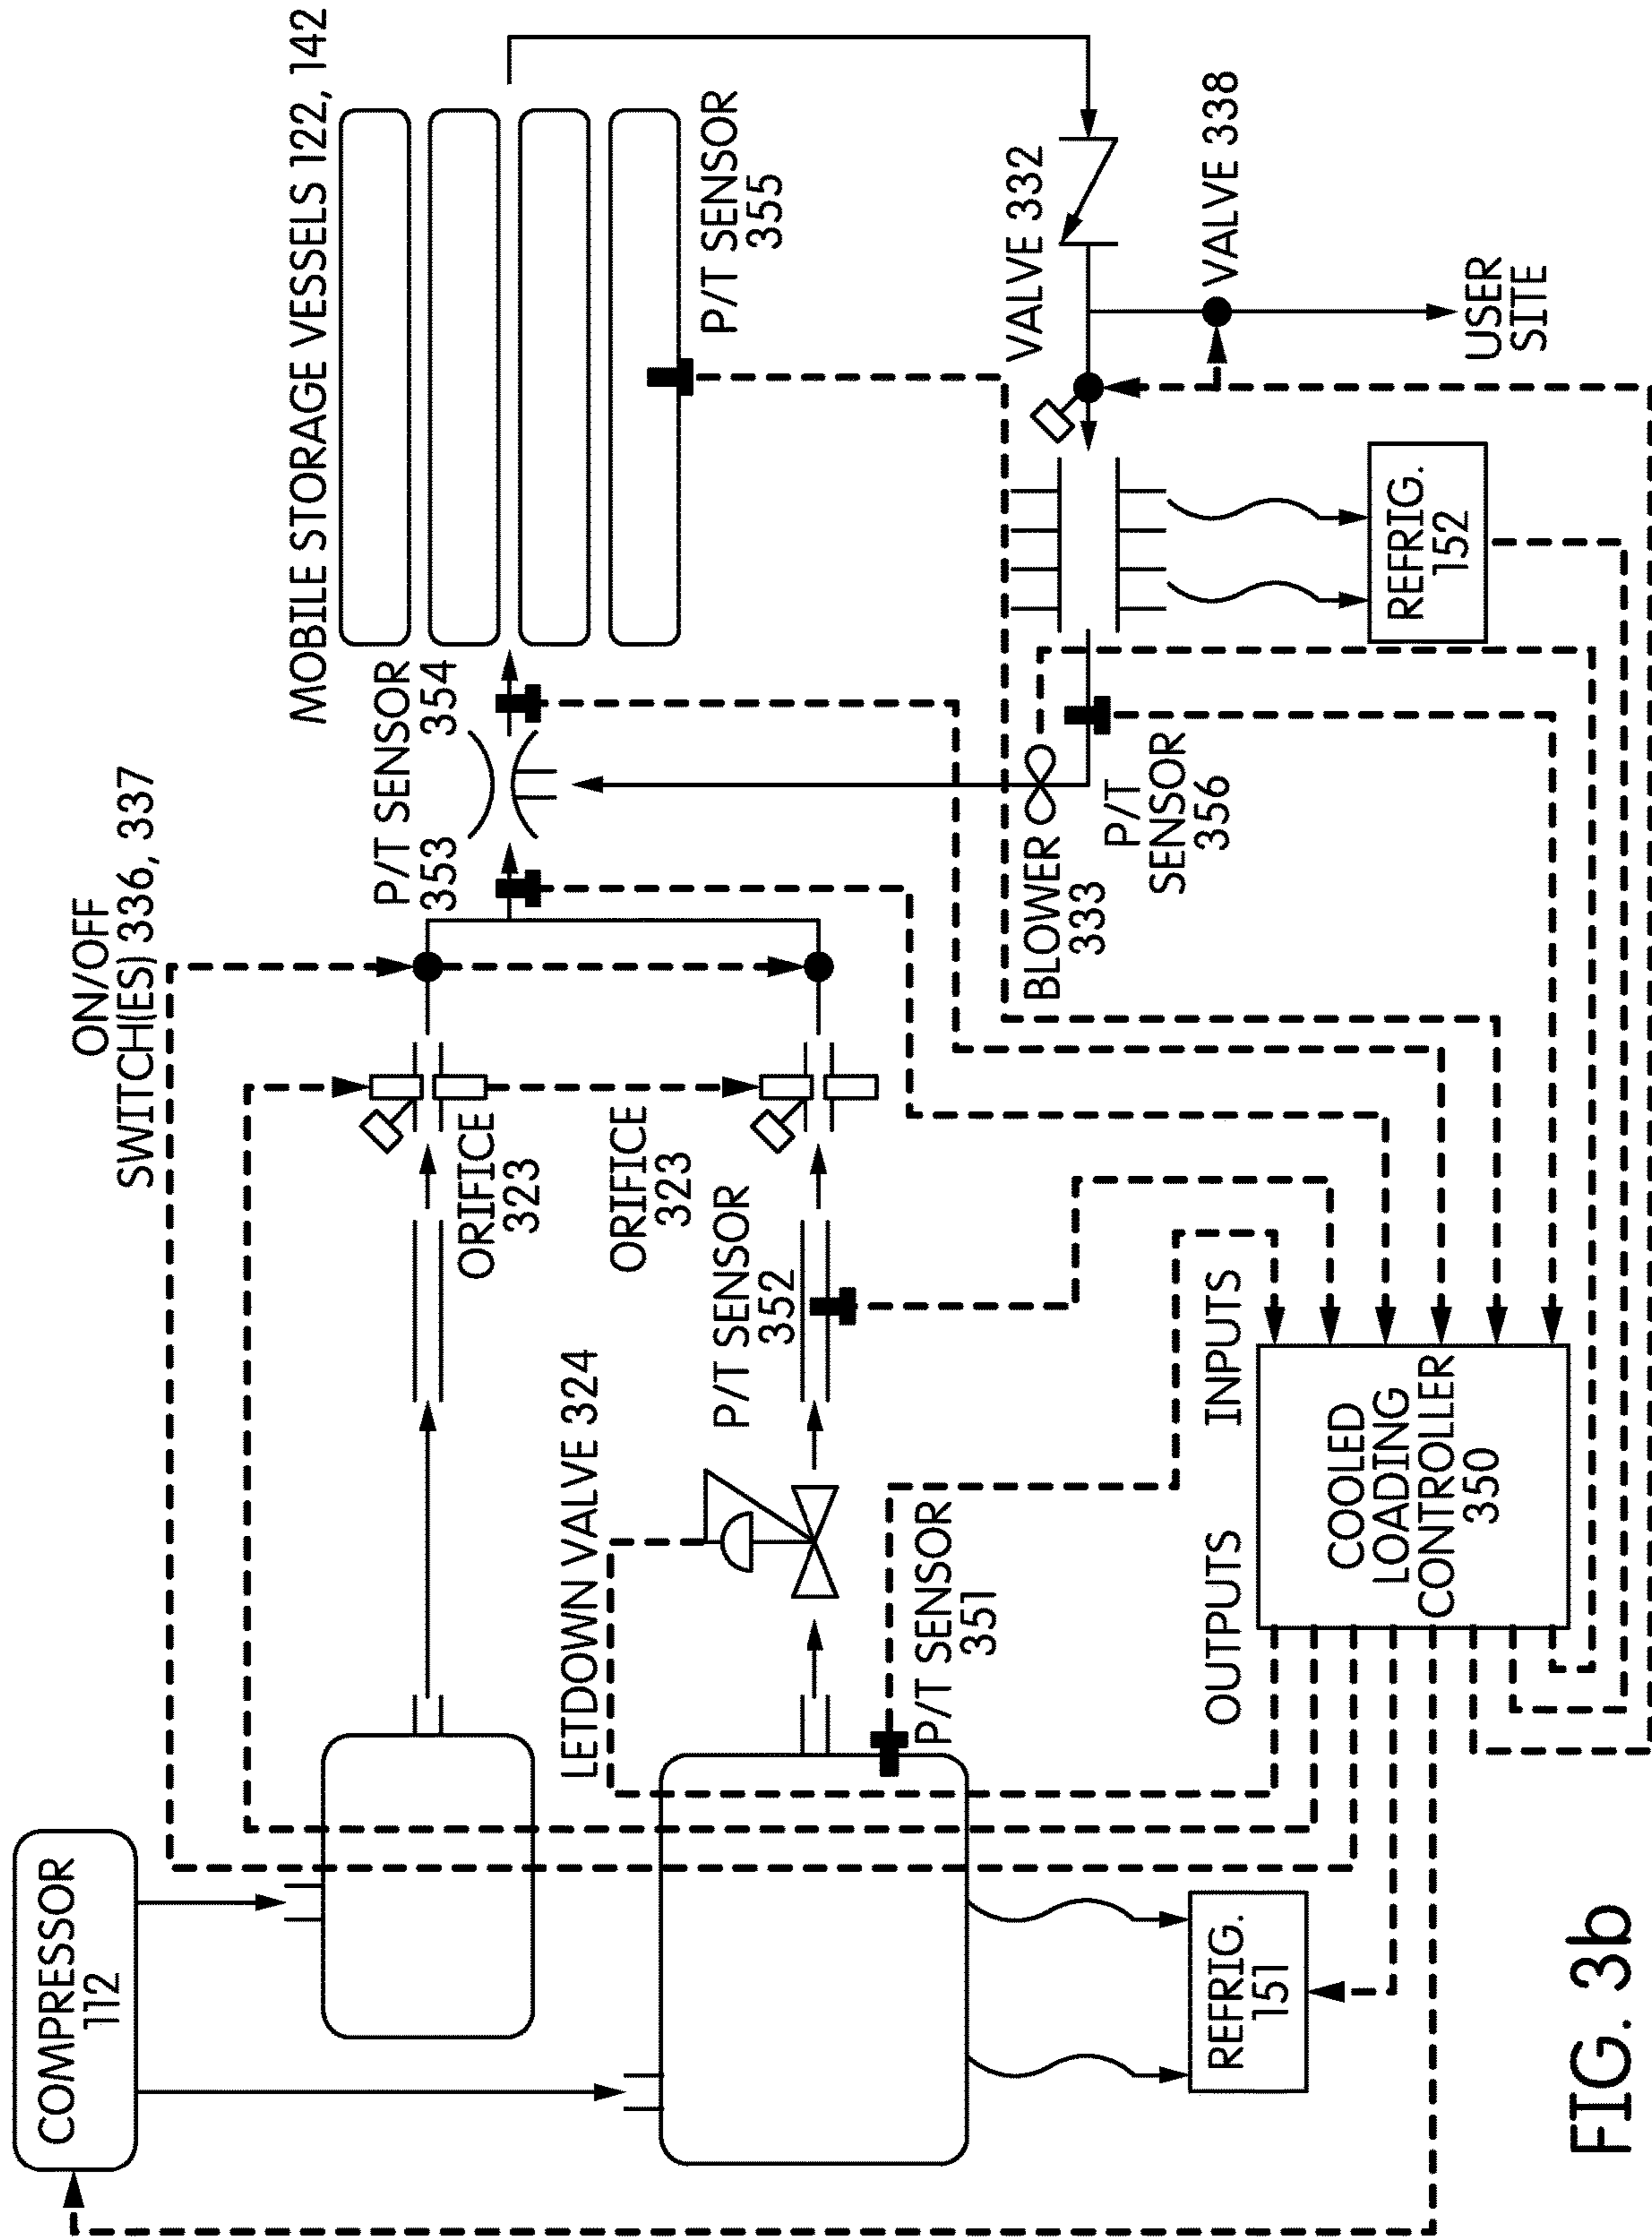 COMPRESSOR
112
ON/OFF
SWITCH(ES) 336, 337
MOBILE STORAGE VESSELS 122, 142
P/T SENSOR
353
P/T SENSOR
354
ORIFICE
323
ORIFICE
323
P/T SENSOR
355
LETDOWN VALVE 324
P/T SENSOR
352
P/T SENSOR
351
BLOWER
333
P/T
SENSOR
356
VALVE 332
VALVE 338
USER
SITE
REFRIG.
151
REFRIG.
152
OUTPUTS
INPUTS
COOLED
LOADING
CONTROLLER
350
FIG. 3b